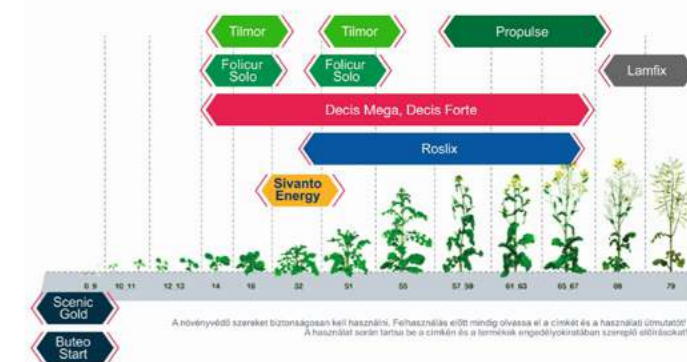 Tilmor
Tilmor
Propulse
Folicur
Solo
Folicur
Solo
Lamfix
Decis Mega, Decis Forte
Roslix
Sivanto
Energy
8 9 10 11 12 13 14 16 32 51 55 57 59 61 63 65 67 69 79
Scenic
Gold
A növényvédő szereket biztonságosan kell használni. Felhasználás előtt mindig olvassa el a címkét és a használati útmutatót!
A használat során tartsa be a címkén és a termékek engedélyokiratában szereplő előírásokat!
Buteo
Start